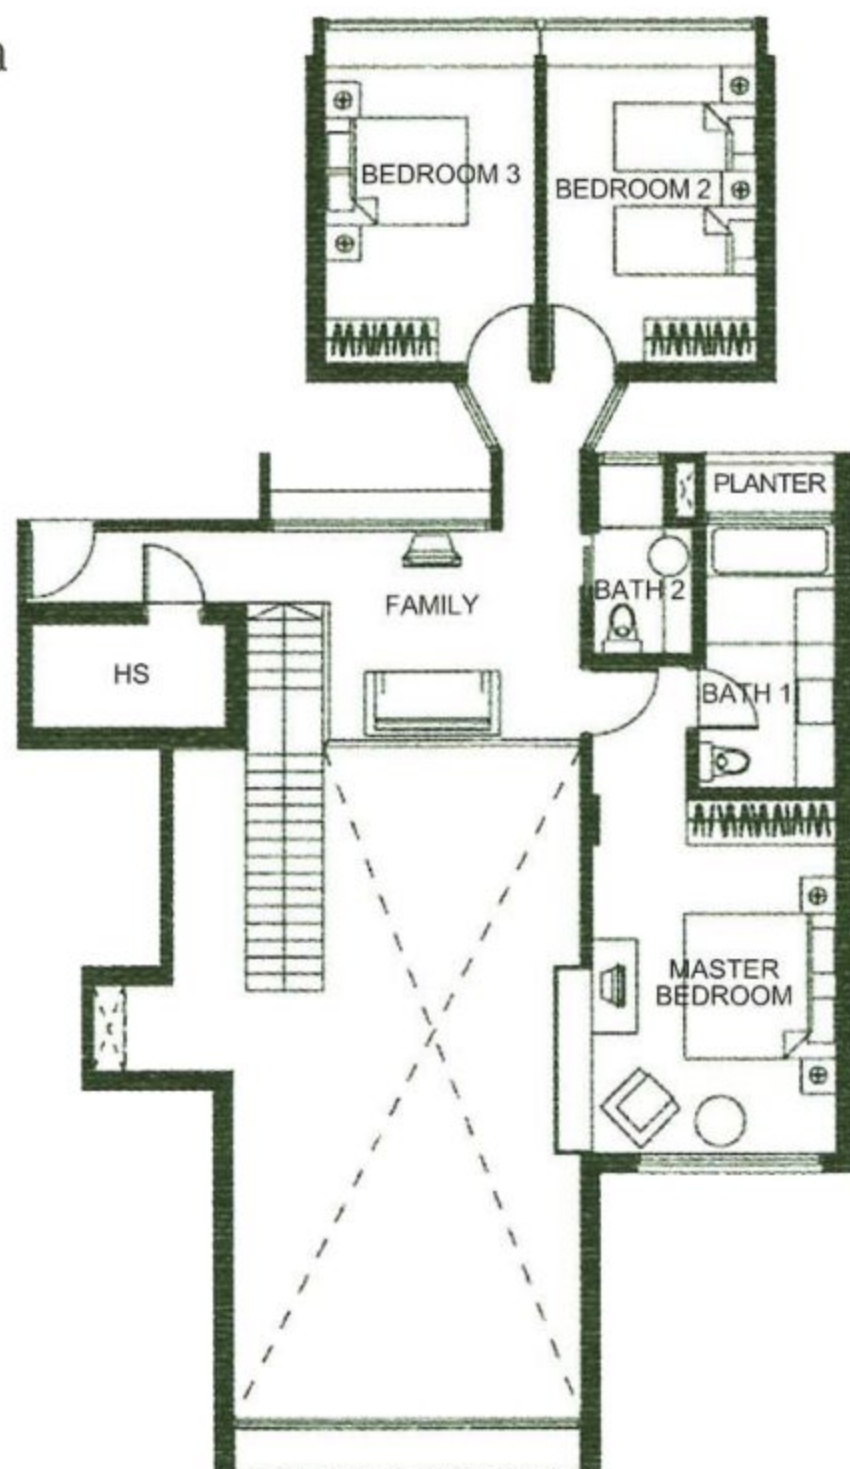 BEDROOM 3
BEDROOM 2
PLANTER
BATH 2
FAMILY
HS
BATH 1
MASTER
BEDROOM